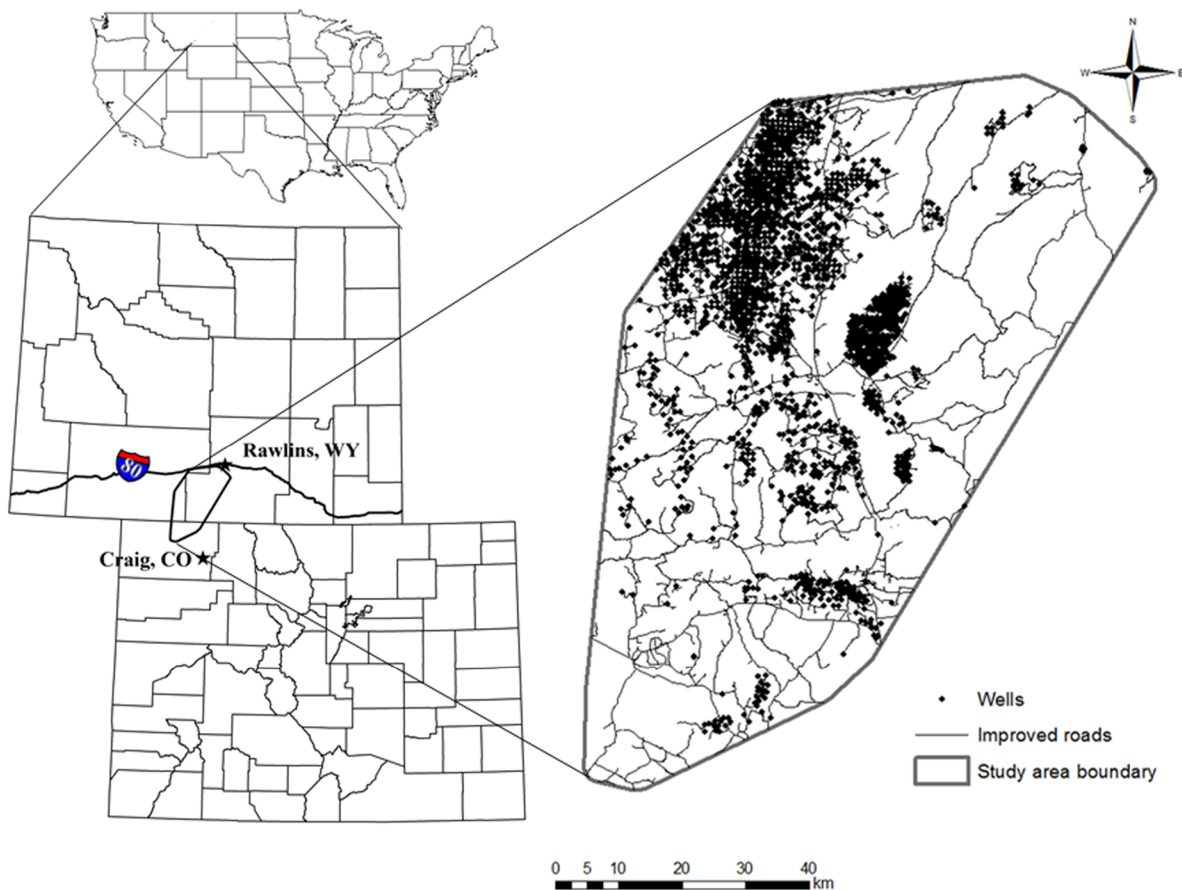 N
W
E
S
80
Rawlins, WY
Craig, CO
Wells
Improved roads
Study area boundary
0 5 10 20 30 40
km